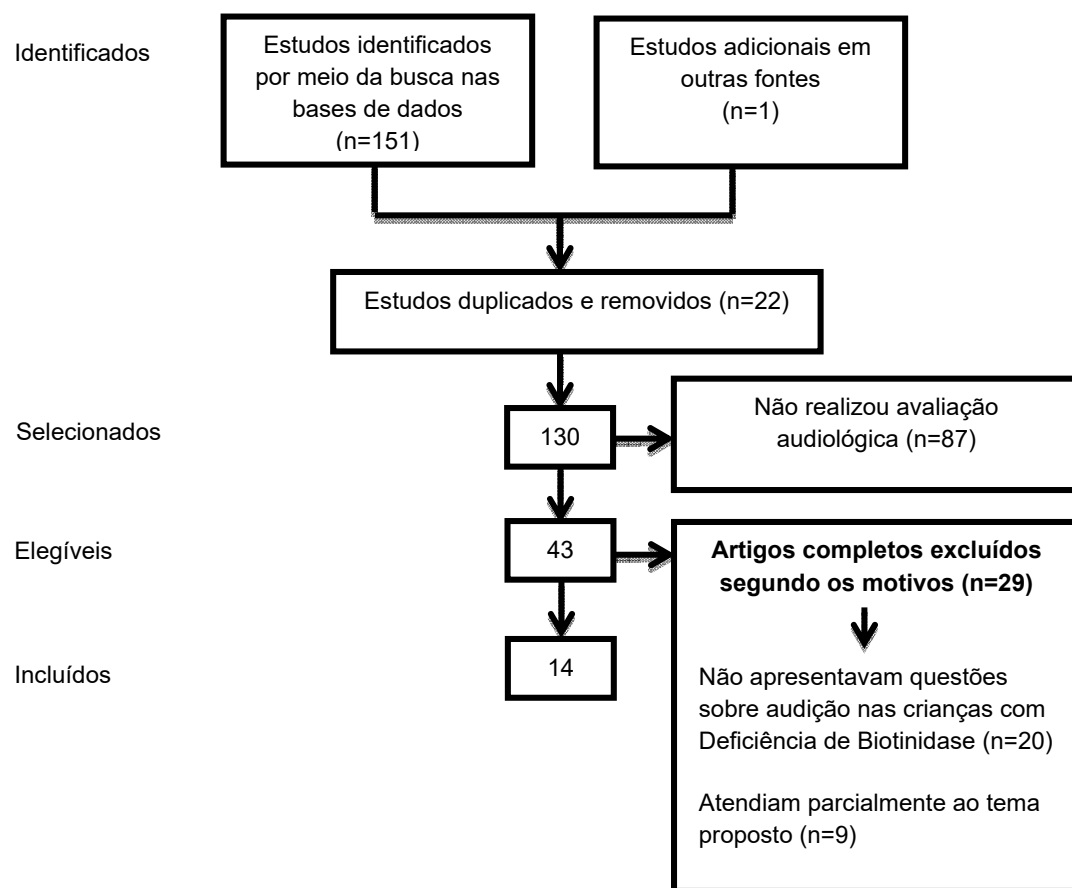 Identificados
Estudos identificados
por meio da busca nas
bases de dados
(n=151)
Estudos adicionais em
outras fontes
(n=1)
Estudos duplicados e removidos (n=22)
Selecionados
130
Não realizou avaliação
audiológica (n=87)
Elegíveis
43
Artigos completos excluídos
segundo os motivos (n=29)
Não apresentavam questões
sobre audição nas crianças com
Deficiência de Biotinidase (n=20)
Atendiam parcialmente ao tema
proposto (n=9)
Incluídos
14